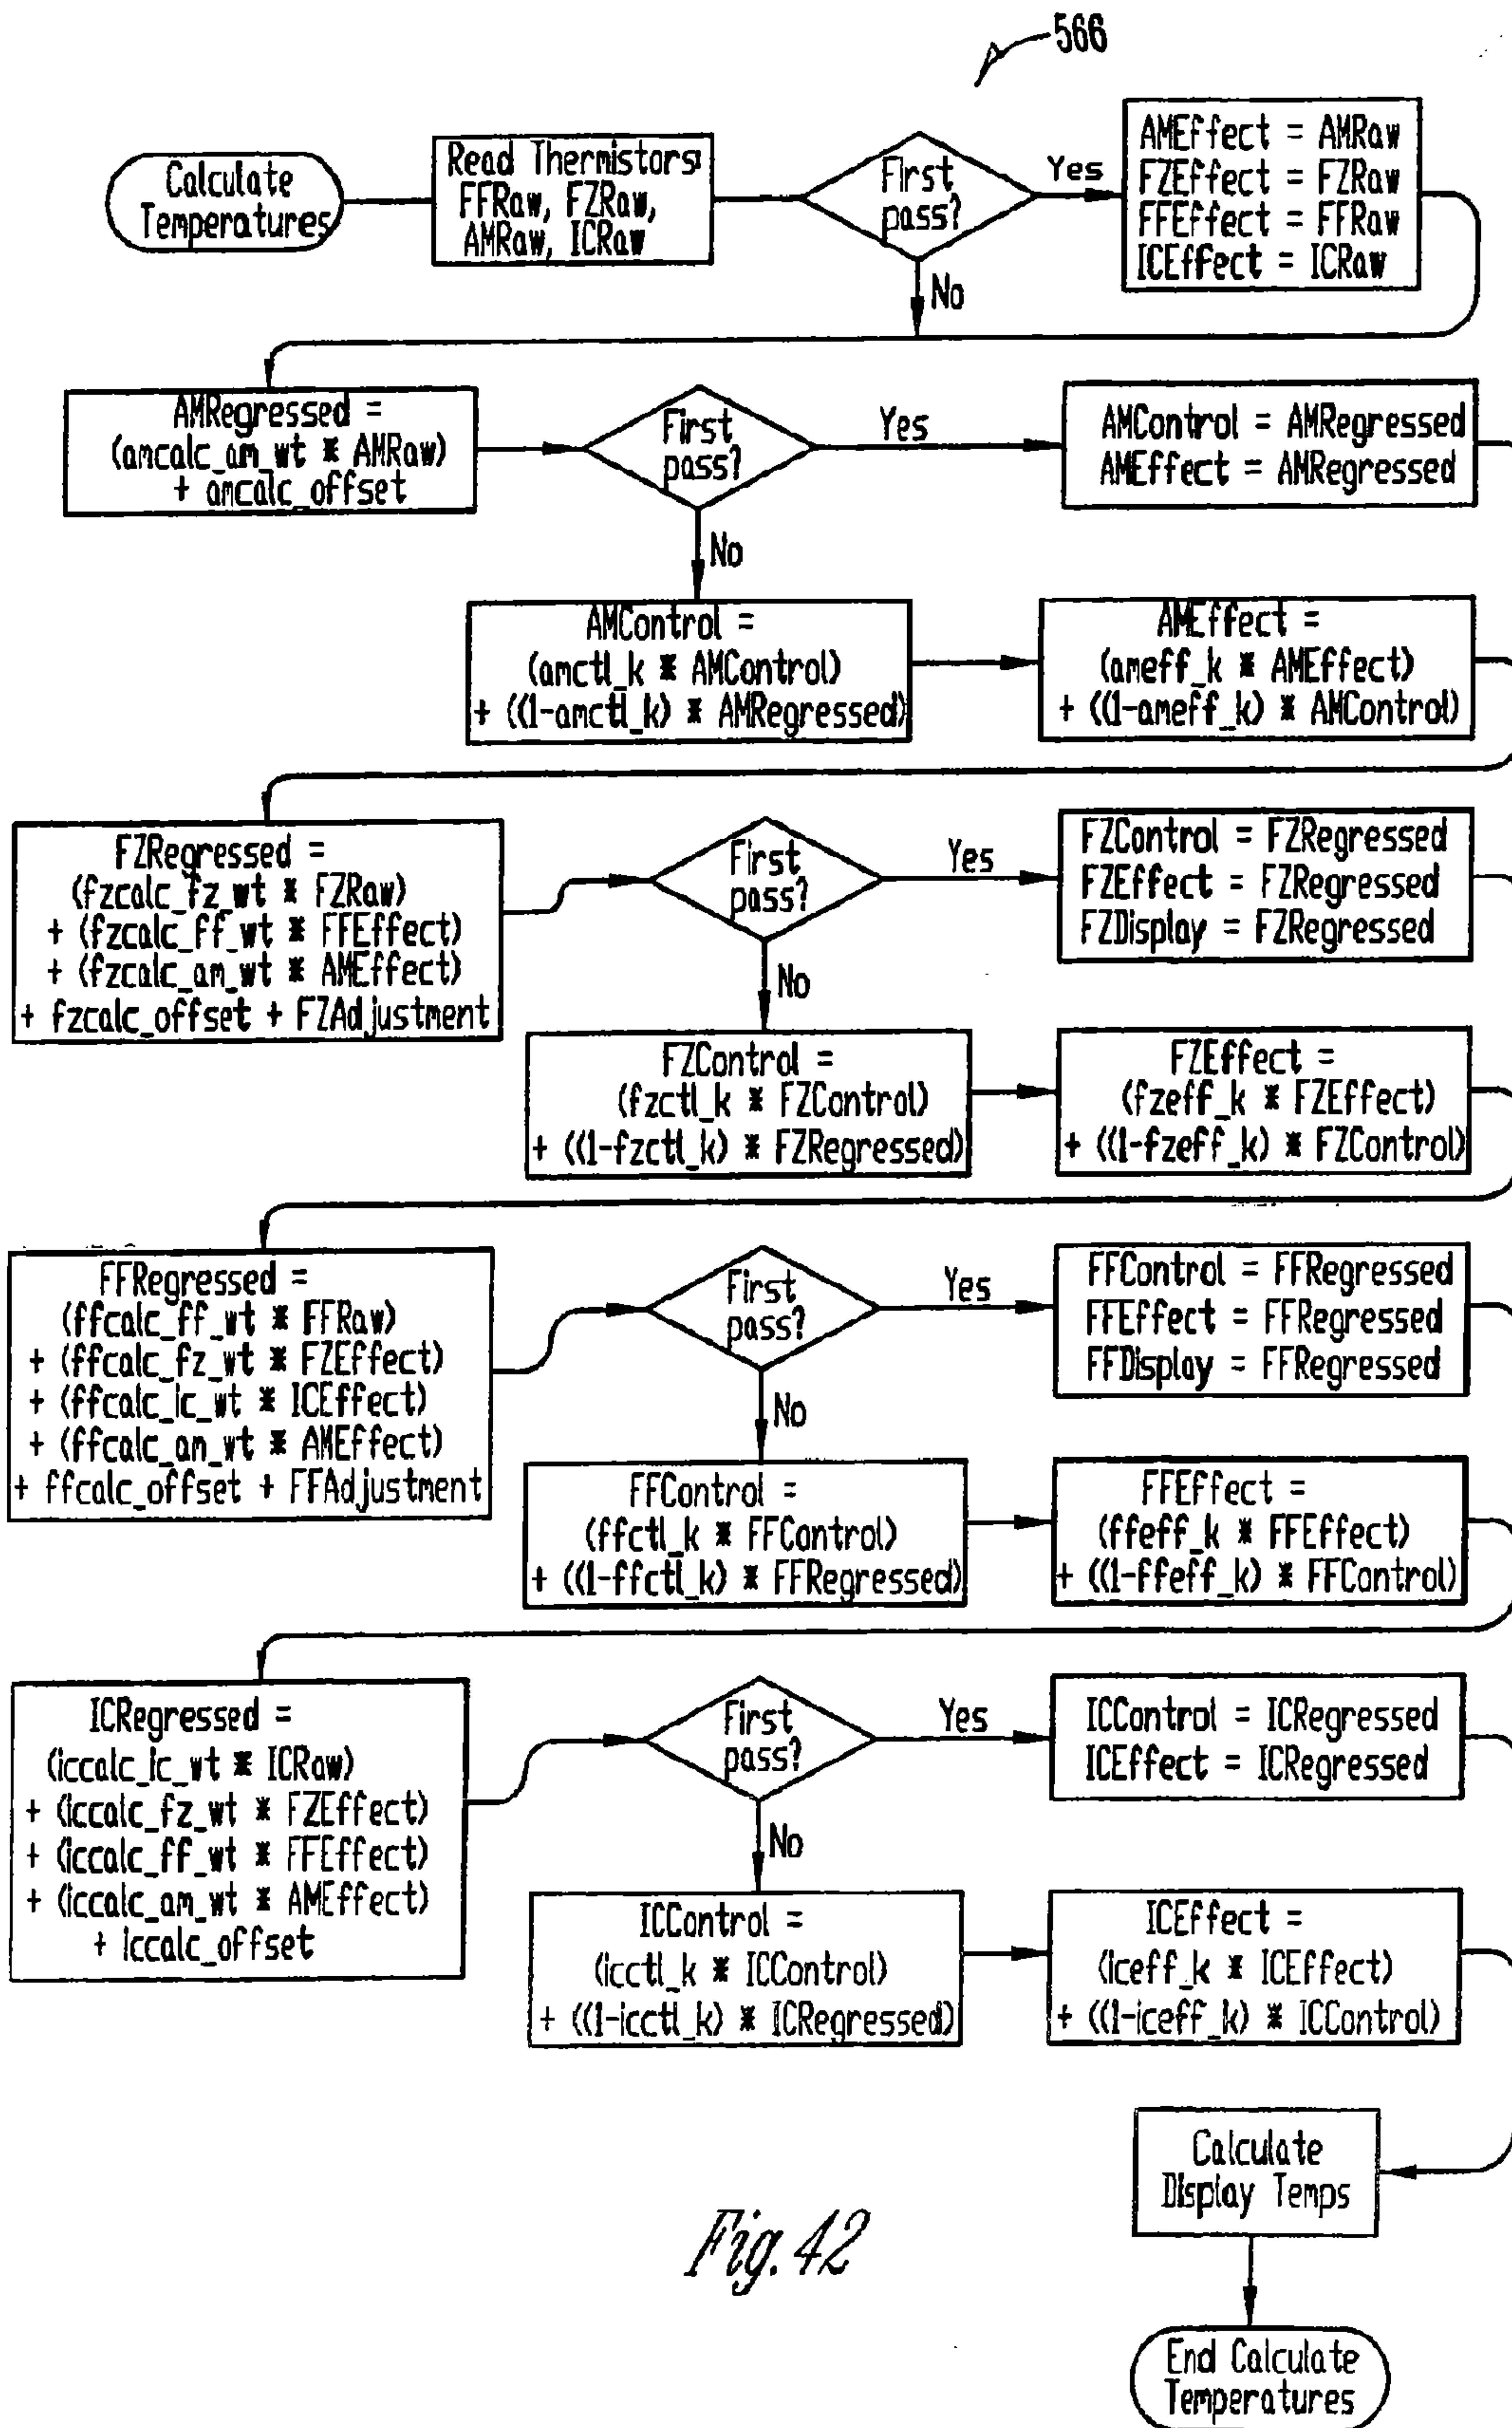 566
Calculate
Temperatures
Read Thermistors:
FFRaw, FZRaw,
AMRaw, ICRaw
First
pass?
Yes
No
AMEffect = AMRaw
FZEffect = FZRaw
FFEffect = FFRaw
ICEffect = ICRaw
AMRegressed =
(amcalc_am_wt * AMRaw)
+ amcalc_offset
First
pass?
Yes
No
AMControl = AMRegressed
AMEffect = AMRegressed
AMControl =
(amctl_k * AMControl)
+ ((1-amctl_k) * AMRegressed)
AMEffect =
(ameff_k * AMEffect)
+ ((1-ameff_k) * AMControl)
FZRegressed =
(fzcalc_fz_wt * FZRaw)
+ (fzcalc_ff_wt * FFEffect)
+ (fzcalc_am_wt * AMEffect)
+ fzcalc_offset + FZAdjustment
First
pass?
Yes
No
FZControl = FZRegressed
FZEffect = FZRegressed
FZDisplay = FZRegressed
FZControl =
(fzctl_k * FZControl)
+ ((1-fzctl_k) * FZRegressed)
FZEffect =
(fzeff_k * FZEffect)
+ ((1-fzeff_k) * FZControl)
FFRegressed =
(ffcalc_ff_wt * FFRaw)
+ (ffcalc_fz_wt * FZEffect)
+ (ffcalc_ic_wt * ICEffect)
+ (ffcalc_am_wt * AMEffect)
+ ffcalc_offset + FFAdjustment
First
pass?
Yes
No
FFControl = FFRegressed
FFEffect = FFRegressed
FFDisplay = FFRegressed
FFControl =
(ffctl_k * FFControl)
+ ((1-ffctl_k) * FFRegressed)
FFEffect =
(ffeff_k * FFEffect)
+ ((1-ffeff_k) * FFControl)
ICRegressed =
(iccalc_ic_wt * ICRaw)
+ (iccalc_fz_wt * FZEffect)
+ (iccalc_ff_wt * FFEffect)
+ (iccalc_am_wt * AMEffect)
+ iccalc_offset
First
pass?
Yes
No
ICControl = ICRegressed
ICEffect = ICRegressed
ICControl =
(icctl_k * ICControl)
+ ((1-icctl_k) * ICRegressed)
ICEffect =
(iceff_k * ICEffect)
+ ((1-iceff_k) * ICControl)
Calculate
Display Temps
End Calculate
Temperatures
Fig. 42